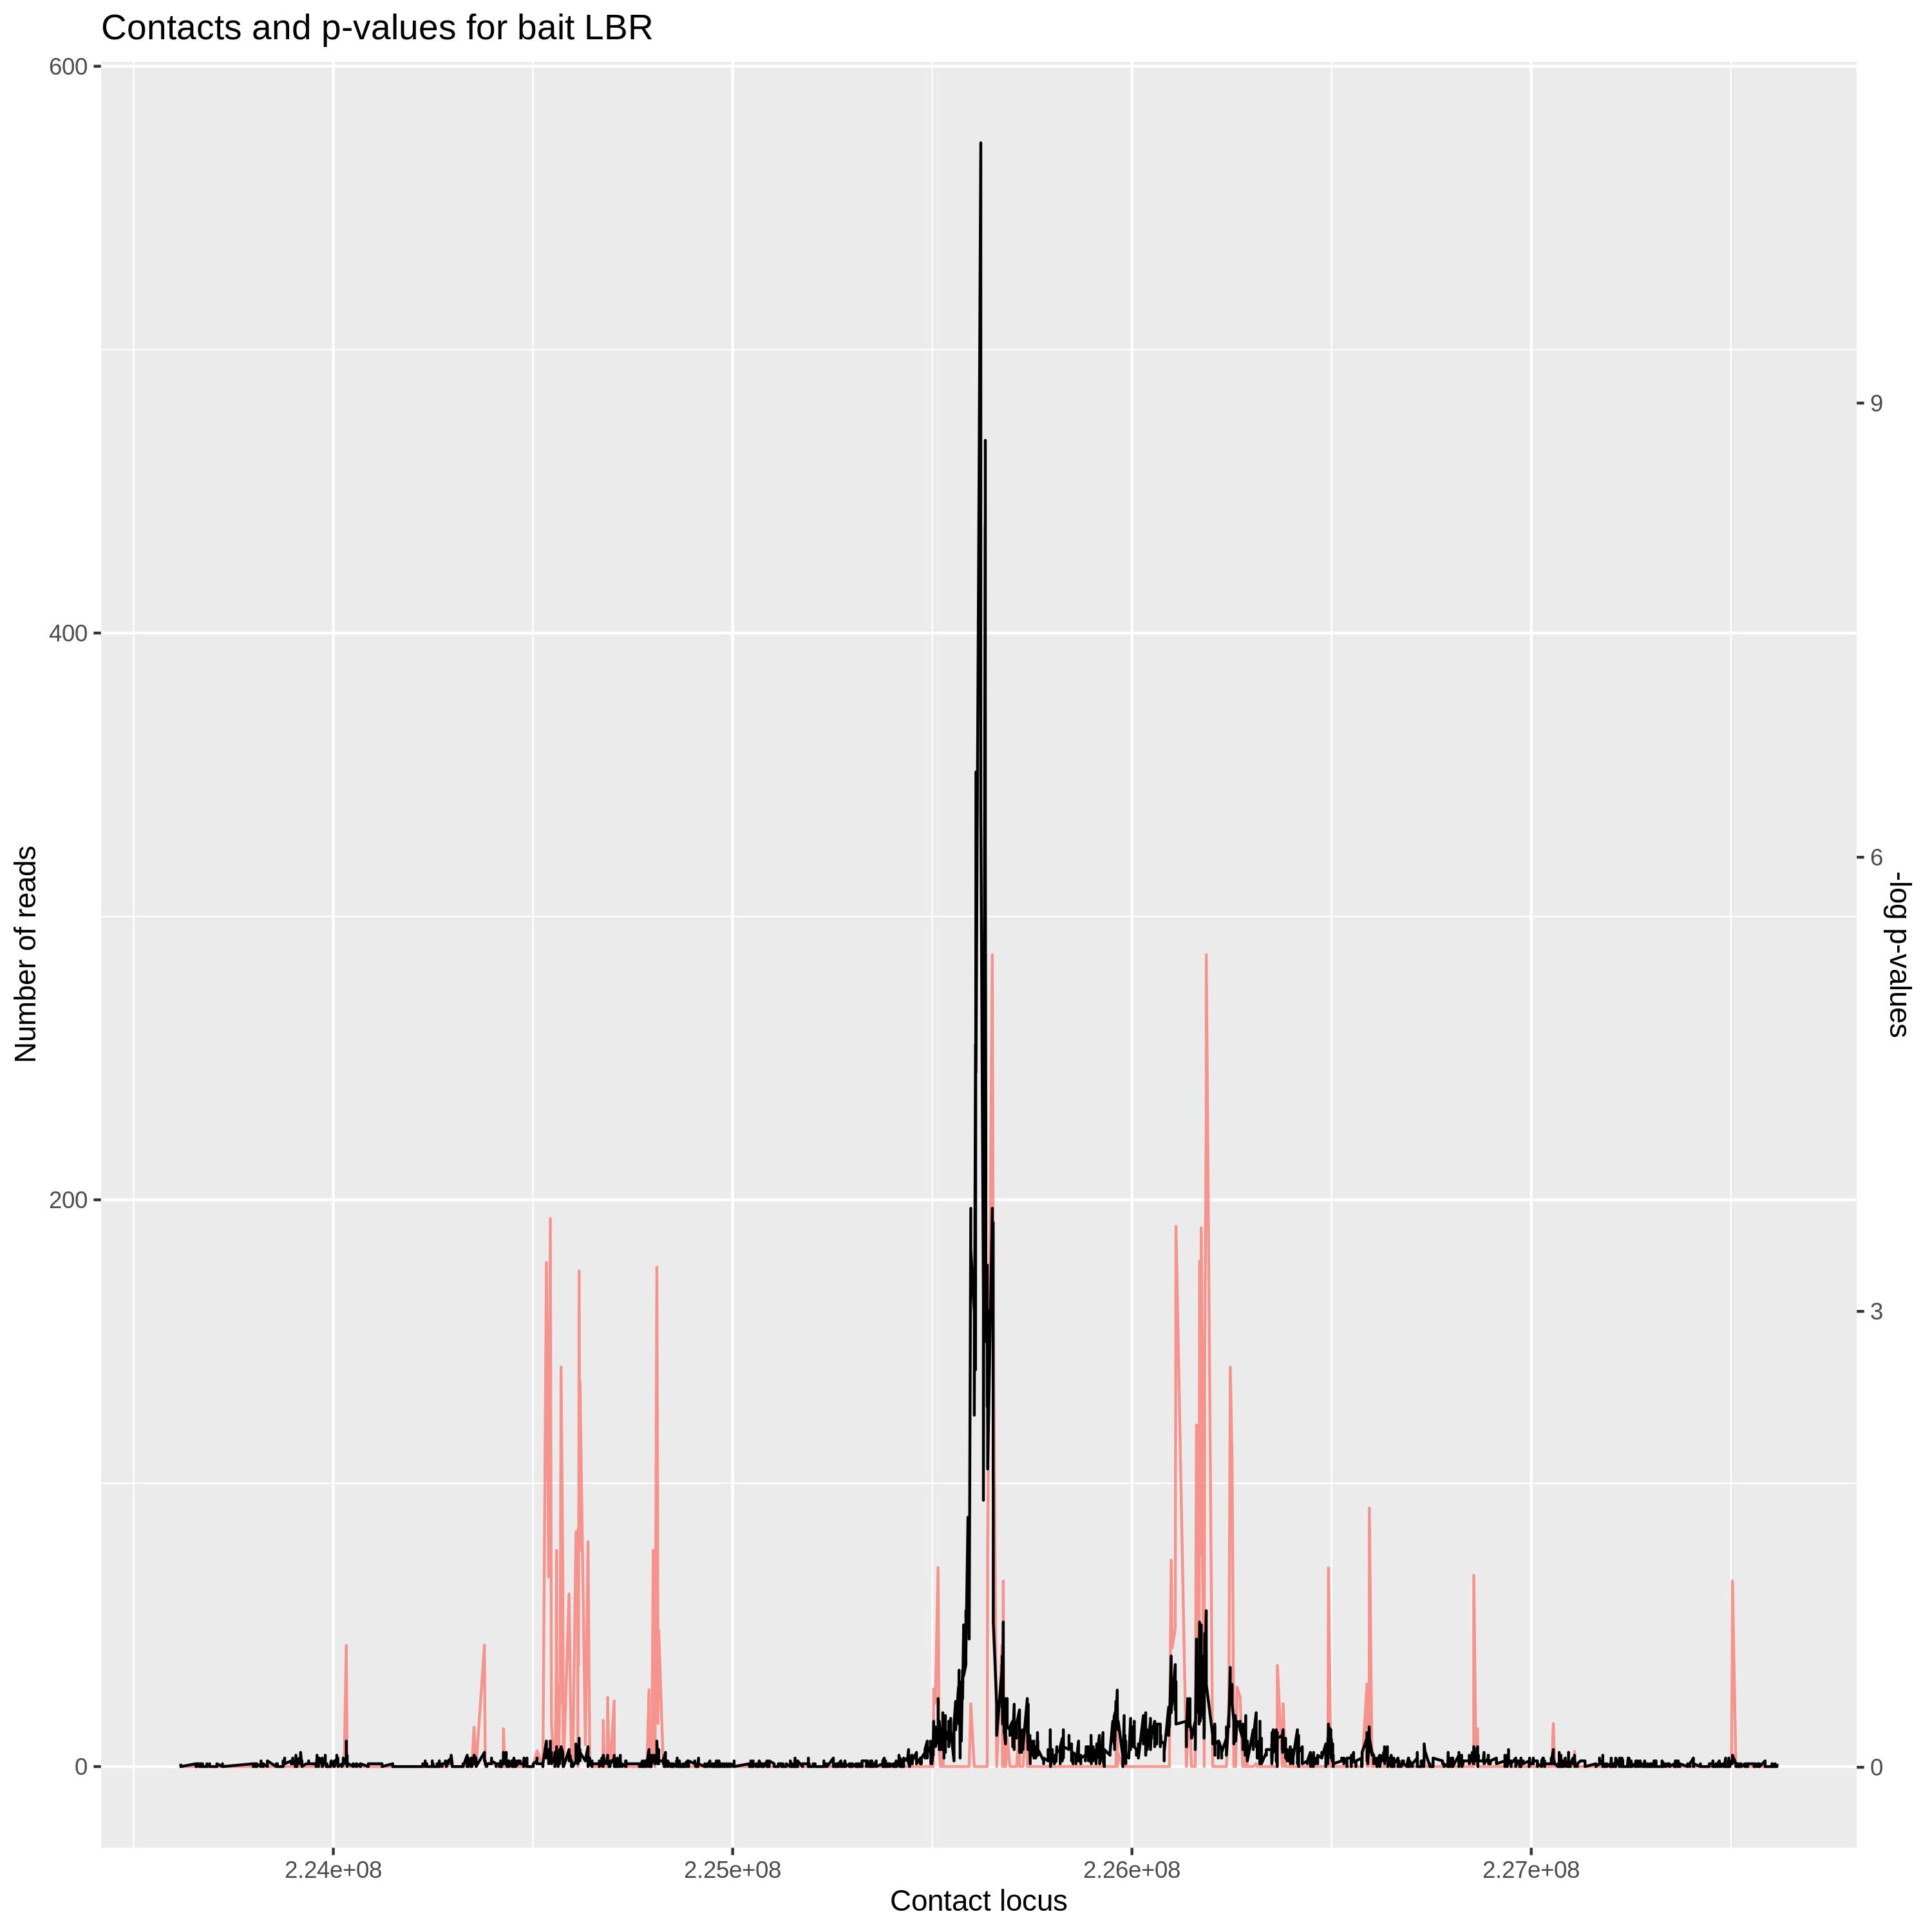 Contacts and p-values for bait LBR
600
400
200
0
Number of reads
9
6
3
0
-log p-values
2.24e+08
2.25e+08
2.26e+08
2.27e+08
Contact locus